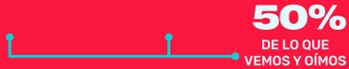 50%
DE LO QUE
VEMOS Y OÍMOS